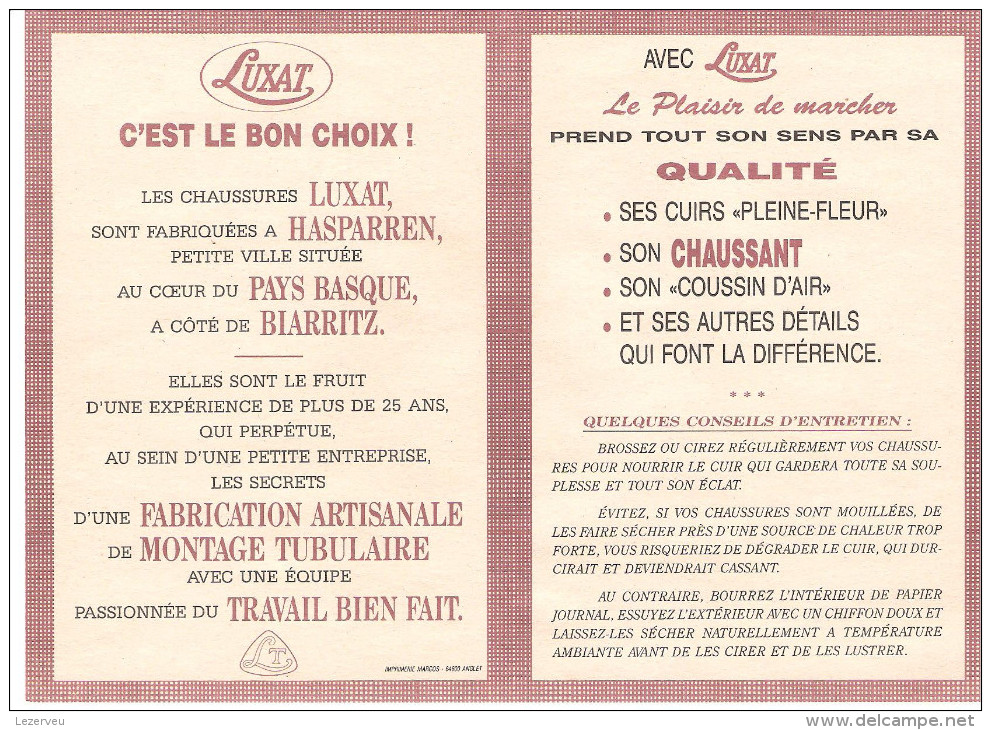 LUXAT
C'EST LE BON CHOIX !
LES CHAUSSURES LUXAT,
SONT FABRIQUÉES A HASPARREN,
PETITE VILLE SITUÉE
AU CŒUR DU PAYS BASQUE,
A CÔTÉ DE BIARRITZ.
ELLES SONT LE FRUIT
D'UNE EXPÉRIENCE DE PLUS DE 25 ANS,
QUI PERPÉTUE,
AU SEIN D'UNE PETITE ENTREPRISE,
LES SECRETS
D'UNE FABRICATION ARTISANALE
DE MONTAGE TUBULAIRE
AVEC UNE ÉQUIPE
PASSIONNÉE DU TRAVAIL BIEN FAIT.
LT
IMPRIMERIE MARCOS - 64600 ANGLET
AVEC LUXAT
Le Plaisir de marcher
PREND TOUT SON SENS PAR SA
QUALITÉ
• SES CUIRS «PLEINE-FLEUR»
• SON CHAUSSANT
• SON «COUSSIN D'AIR»
• ET SES AUTRES DÉTAILS
QUI FONT LA DIFFÉRENCE.
* * *
QUELQUES CONSEILS D'ENTRETIEN :
BROSSEZ OU CIREZ RÉGULIÈREMENT VOS CHAUSSU-
RES POUR NOURRIR LE CUIR QUI GARDERA TOUTE SA SOU-
PLESSE ET TOUT SON ÉCLAT.
ÉVITEZ, SI VOS CHAUSSURES SONT MOUILLÉES, DE
LES FAIRE SÉCHER PRÈS D'UNE SOURCE DE CHALEUR TROP
FORTE, VOUS RISQUERIEZ DE DÉGRADER LE CUIR, QUI DUR-
CIRAIT ET DEVIENDRAIT CASSANT.
AU CONTRAIRE, BOURREZ L'INTÉRIEUR DE PAPIER
JOURNAL, ESSUYEZ L'EXTÉRIEUR AVEC UN CHIFFON DOUX ET
LAISSEZ-LES SÉCHER NATURELLEMENT A TEMPÉRATURE
AMBIANTE AVANT DE LES CIRER ET DE LES LUSTRER.
Lezerveu
delcampe.net